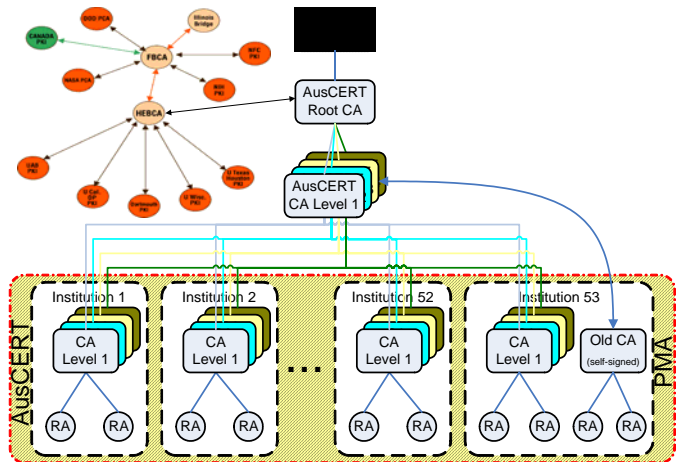 DOD PCA
Illinois
Bridge
CANADA
PKI
FBCA
NFC
PKI
NASA PCA
HEBCA
UAB
PKI
U Cal.
OP
PKI
Dartmouth
PKI
U Wisc.
PKI
U Texas
Houston
PKI
AusCERT
Root CA
AusCERT
CA Level 1
AusCERT
PMA
Institution 1
Institution 2
Institution 52
Institution 53
CA
Level 1
CA
Level 1
...
CA
Level 1
CA
Level 1
Old CA
(self-signed)
RA
RA
RA
RA
RA
RA
RA
RA
RA
RA